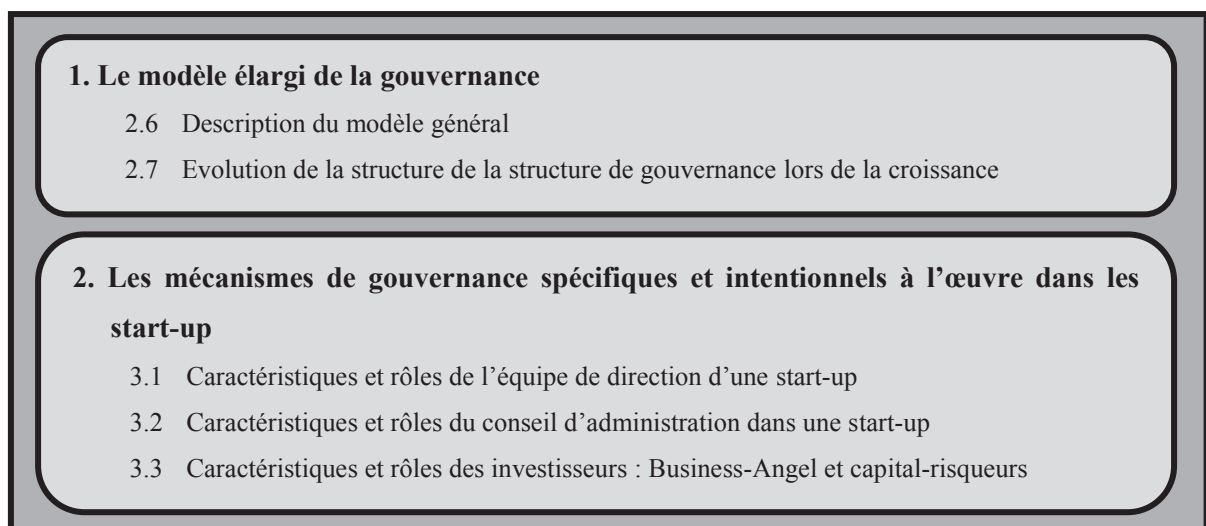 1. Le modèle élargi de la gouvernance
2.6 Description du modèle général
2.7 Evolution de la structure de la structure de gouvernance lors de la croissance
2. Les mécanismes de gouvernance spécifiques et intentionnels à l’œuvre dans les
start-up
3.1 Caractéristiques et rôles de l’équipe de direction d’une start-up
3.2 Caractéristiques et rôles du conseil d’administration dans une start-up
3.3 Caractéristiques et rôles des investisseurs : Business-Angel et capital-risqueurs